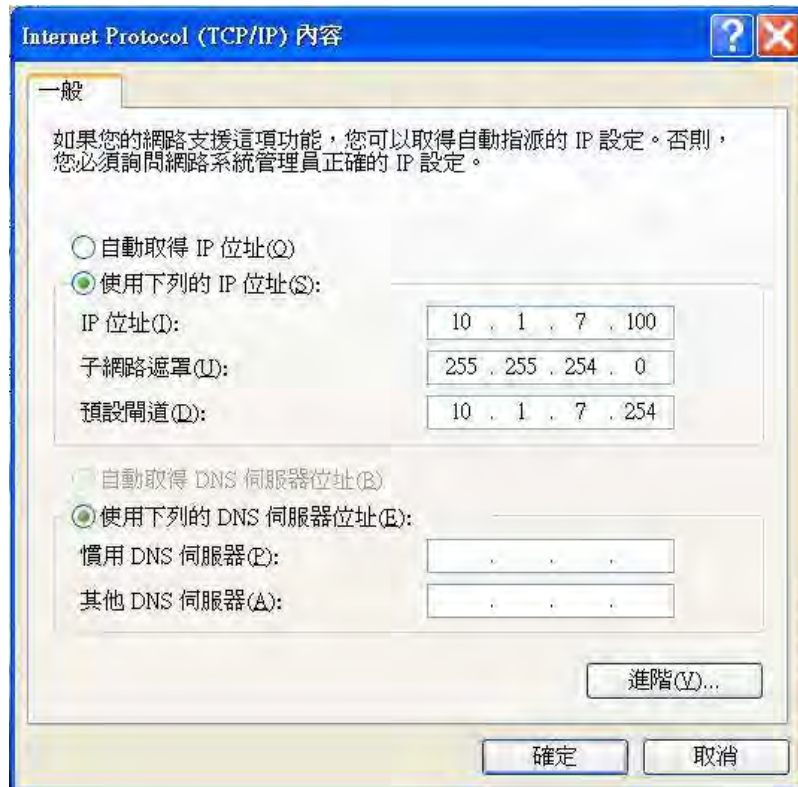 Internet Protocol (TCP/IP) 內容
一般
如果您的網路支援這項功能，您可以取得自動指派的 IP 設定。否則，
您必須詢問網路系統管理員正確的 IP 設定。
自動取得 IP 位址(O)
使用下列的 IP 位址(S):
IP 位址(I): 10 . 1 . 7 . 100
子網路遮罩(U): 255 . 255 . 254 . 0
預設閘道(D): 10 . 1 . 7 . 254
自動取得 DNS 伺服器位址(B)
使用下列的 DNS 伺服器位址(E):
慣用 DNS 伺服器(P): . . .
其他 DNS 伺服器(A): . . .
進階(V)...
確定 取消